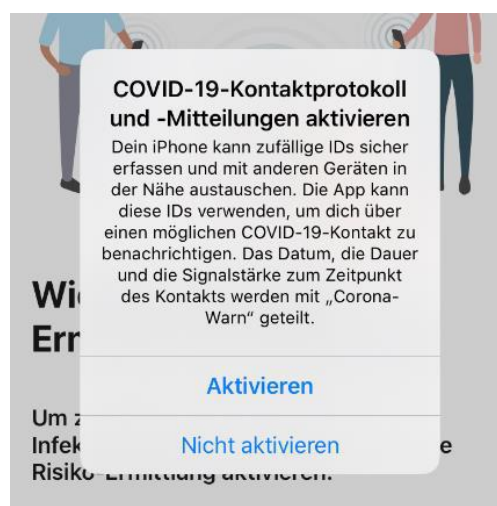 COVID-19-Kontaktprotokoll
und -Mitteilungen aktivieren
Dein iPhone kann zufällige IDs sicher
erfassen und mit anderen Geräten in
der Nähe austauschen. Die App kann
diese IDs verwenden, um dich über
einen möglichen COVID-19-Kontakt zu
benachrichtigen. Das Datum, die Dauer
und die Signalstärke zum Zeitpunkt
des Kontakts werden mit „Corona-
Warn“ geteilt.
Aktivieren
Nicht aktivieren
Um
Risiko-Ermittlung aktivieren.